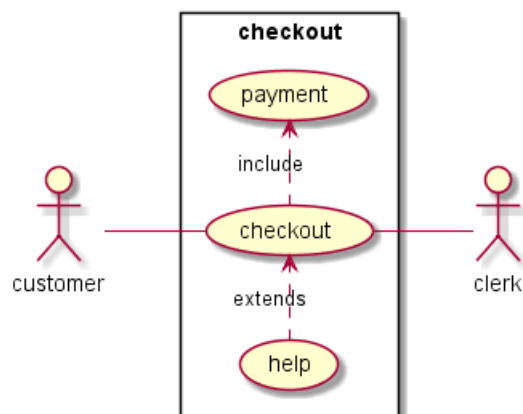 checkout
payment
include
checkout
customer
clerk
extends
help